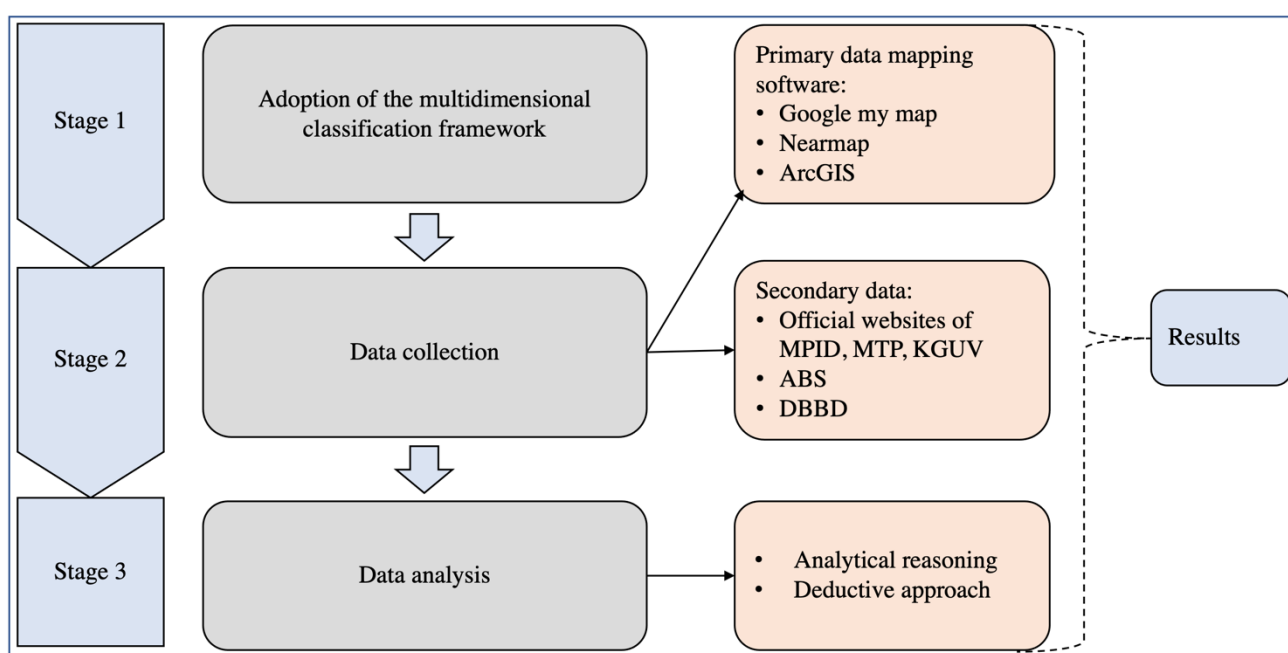 Stage 1
Adoption of the multidimensional
classification framework
Primary data mapping
software:
• Google my map
• Nearmap
• ArcGIS
Stage 2
Data collection
Secondary data:
• Official websites of
MPID, MTP, KGUV
• ABS
• DBBD
Results
Stage 3
Data analysis
• Analytical reasoning
• Deductive approach